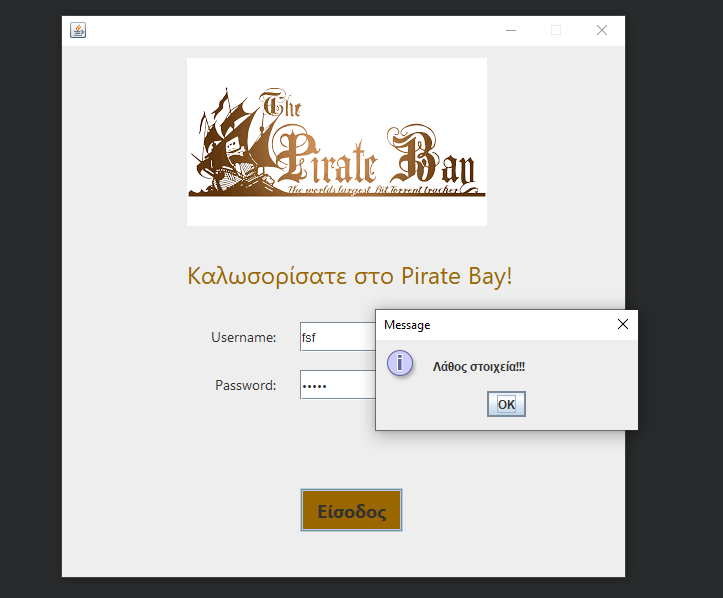 The
Pirate Bay
The worlds largest BitTorrent tracker
Καλωσορίσατε στο Pirate Bay!
Username:
fsf
Password:
•••••
Message
i
Λάθος στοιχεία!!!
OK
Είσοδος